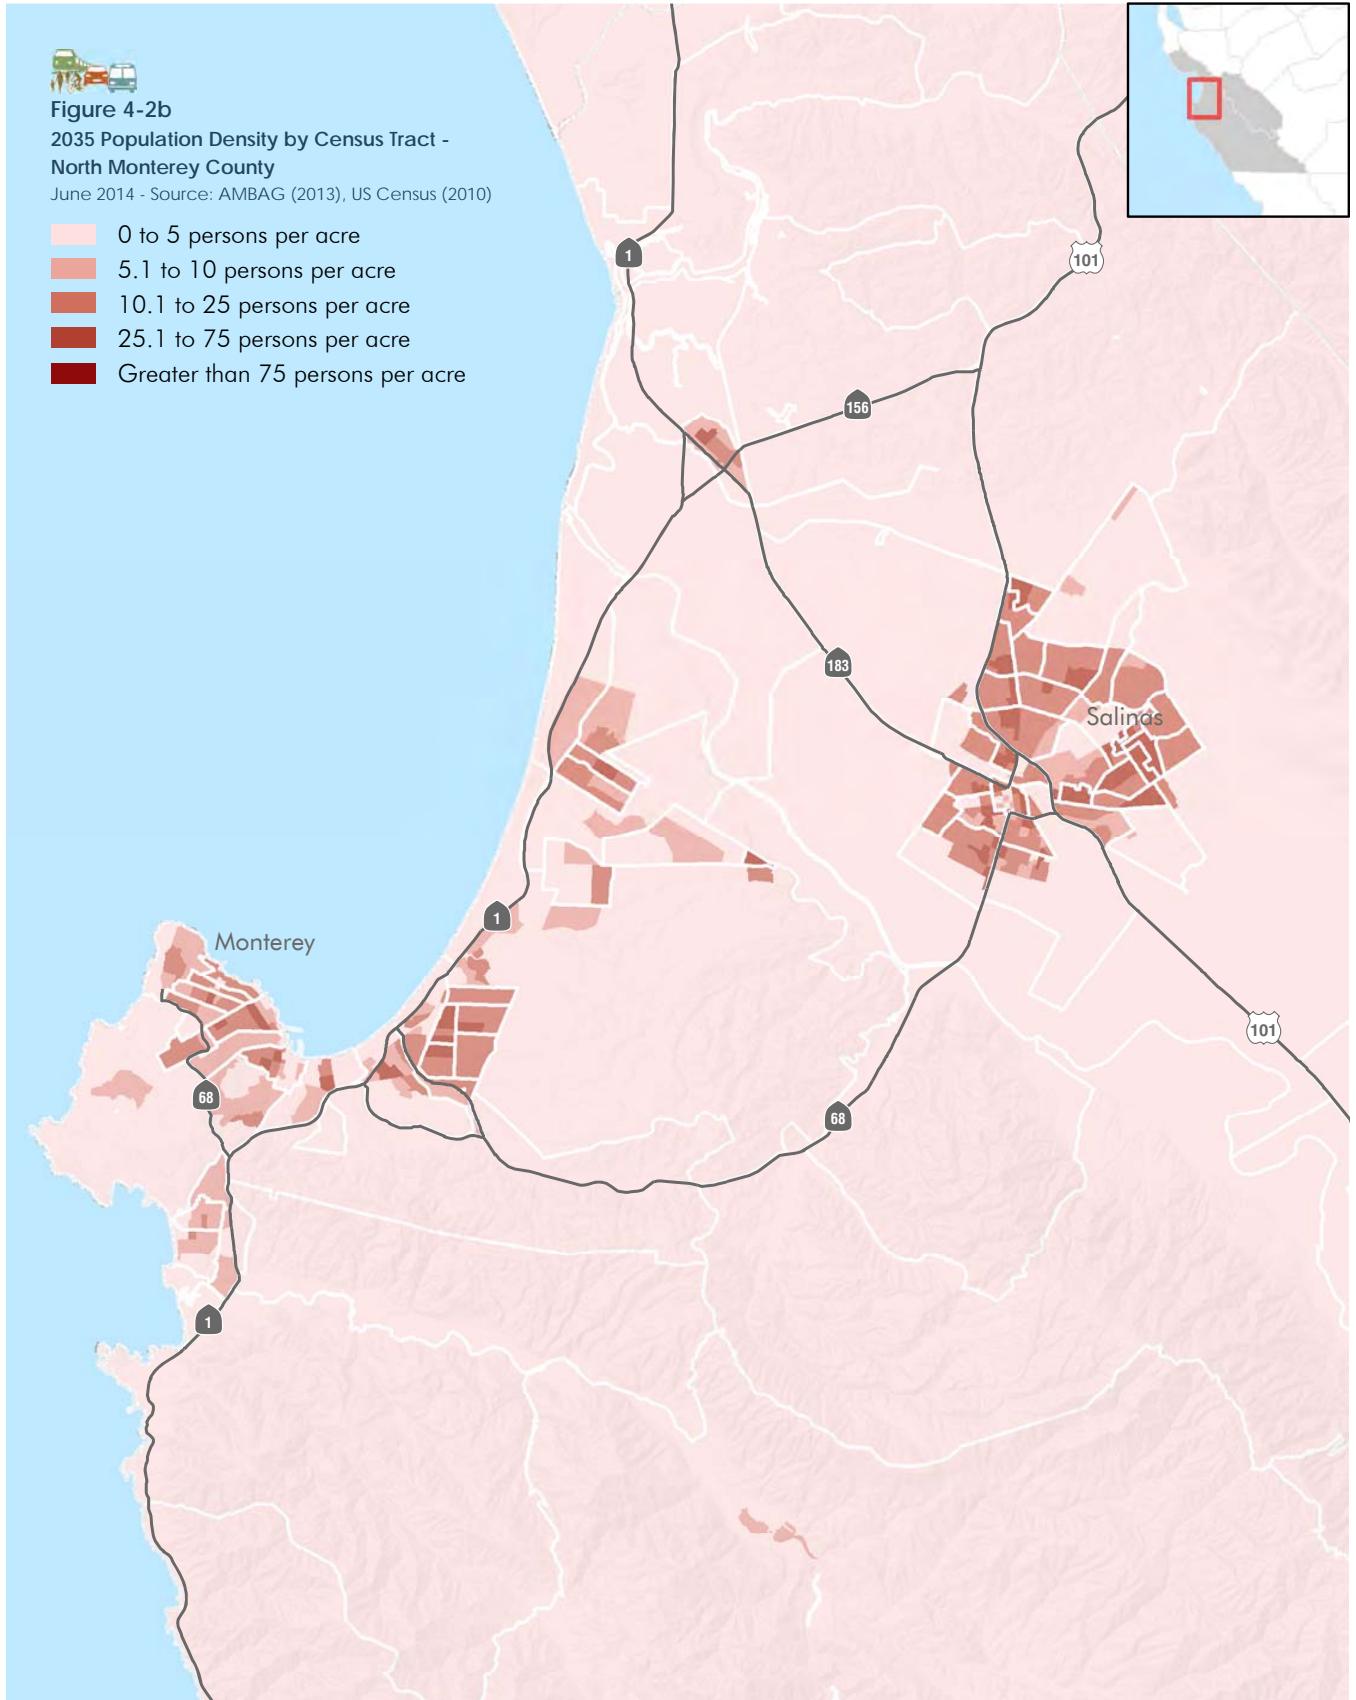 Figure 4-2b
2035 Population Density by Census Tract -
North Monterey County
June 2014 - Source: AMBAG (2013), US Census (2010)
0 to 5 persons per acre
5.1 to 10 persons per acre
10.1 to 25 persons per acre
25.1 to 75 persons per acre
Greater than 75 persons per acre
1
101
156
183
Salinas
1
Monterey
101
68
68
1